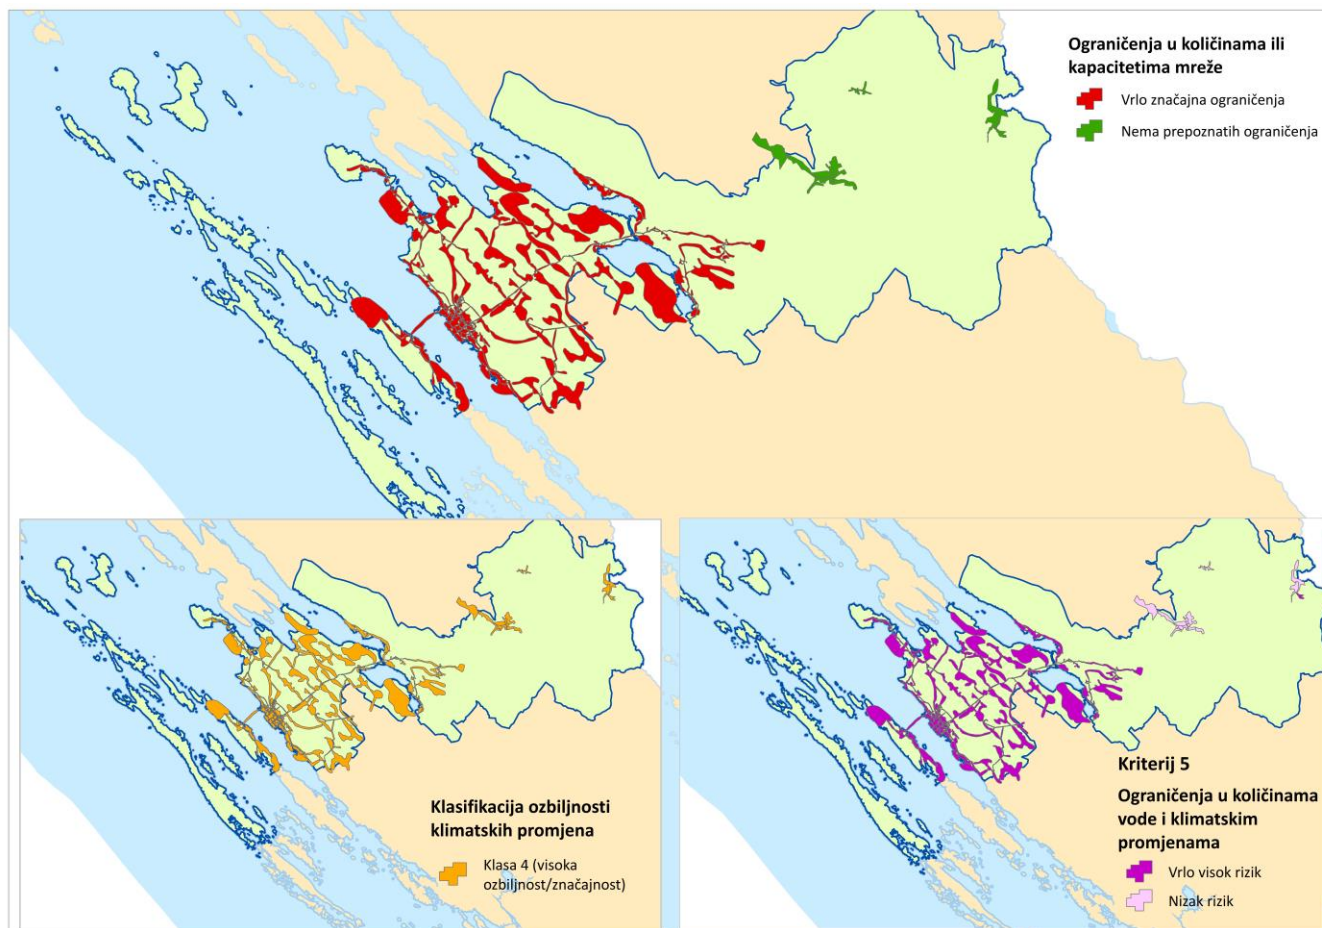 Ograničenja u količinama ili
kapacitetima mreže
Vrlo značajna ograničenja
Nema prepoznatih ograničenja
Klasifikacija ozbiljnosti
klimatskih promjena
Klasa 4 (visoka
ozbiljnost/značajnost)
Kriterij 5
Ograničenja u količinama
vode i klimatskim
promjenama
Vrlo visok rizik
Nizak rizik